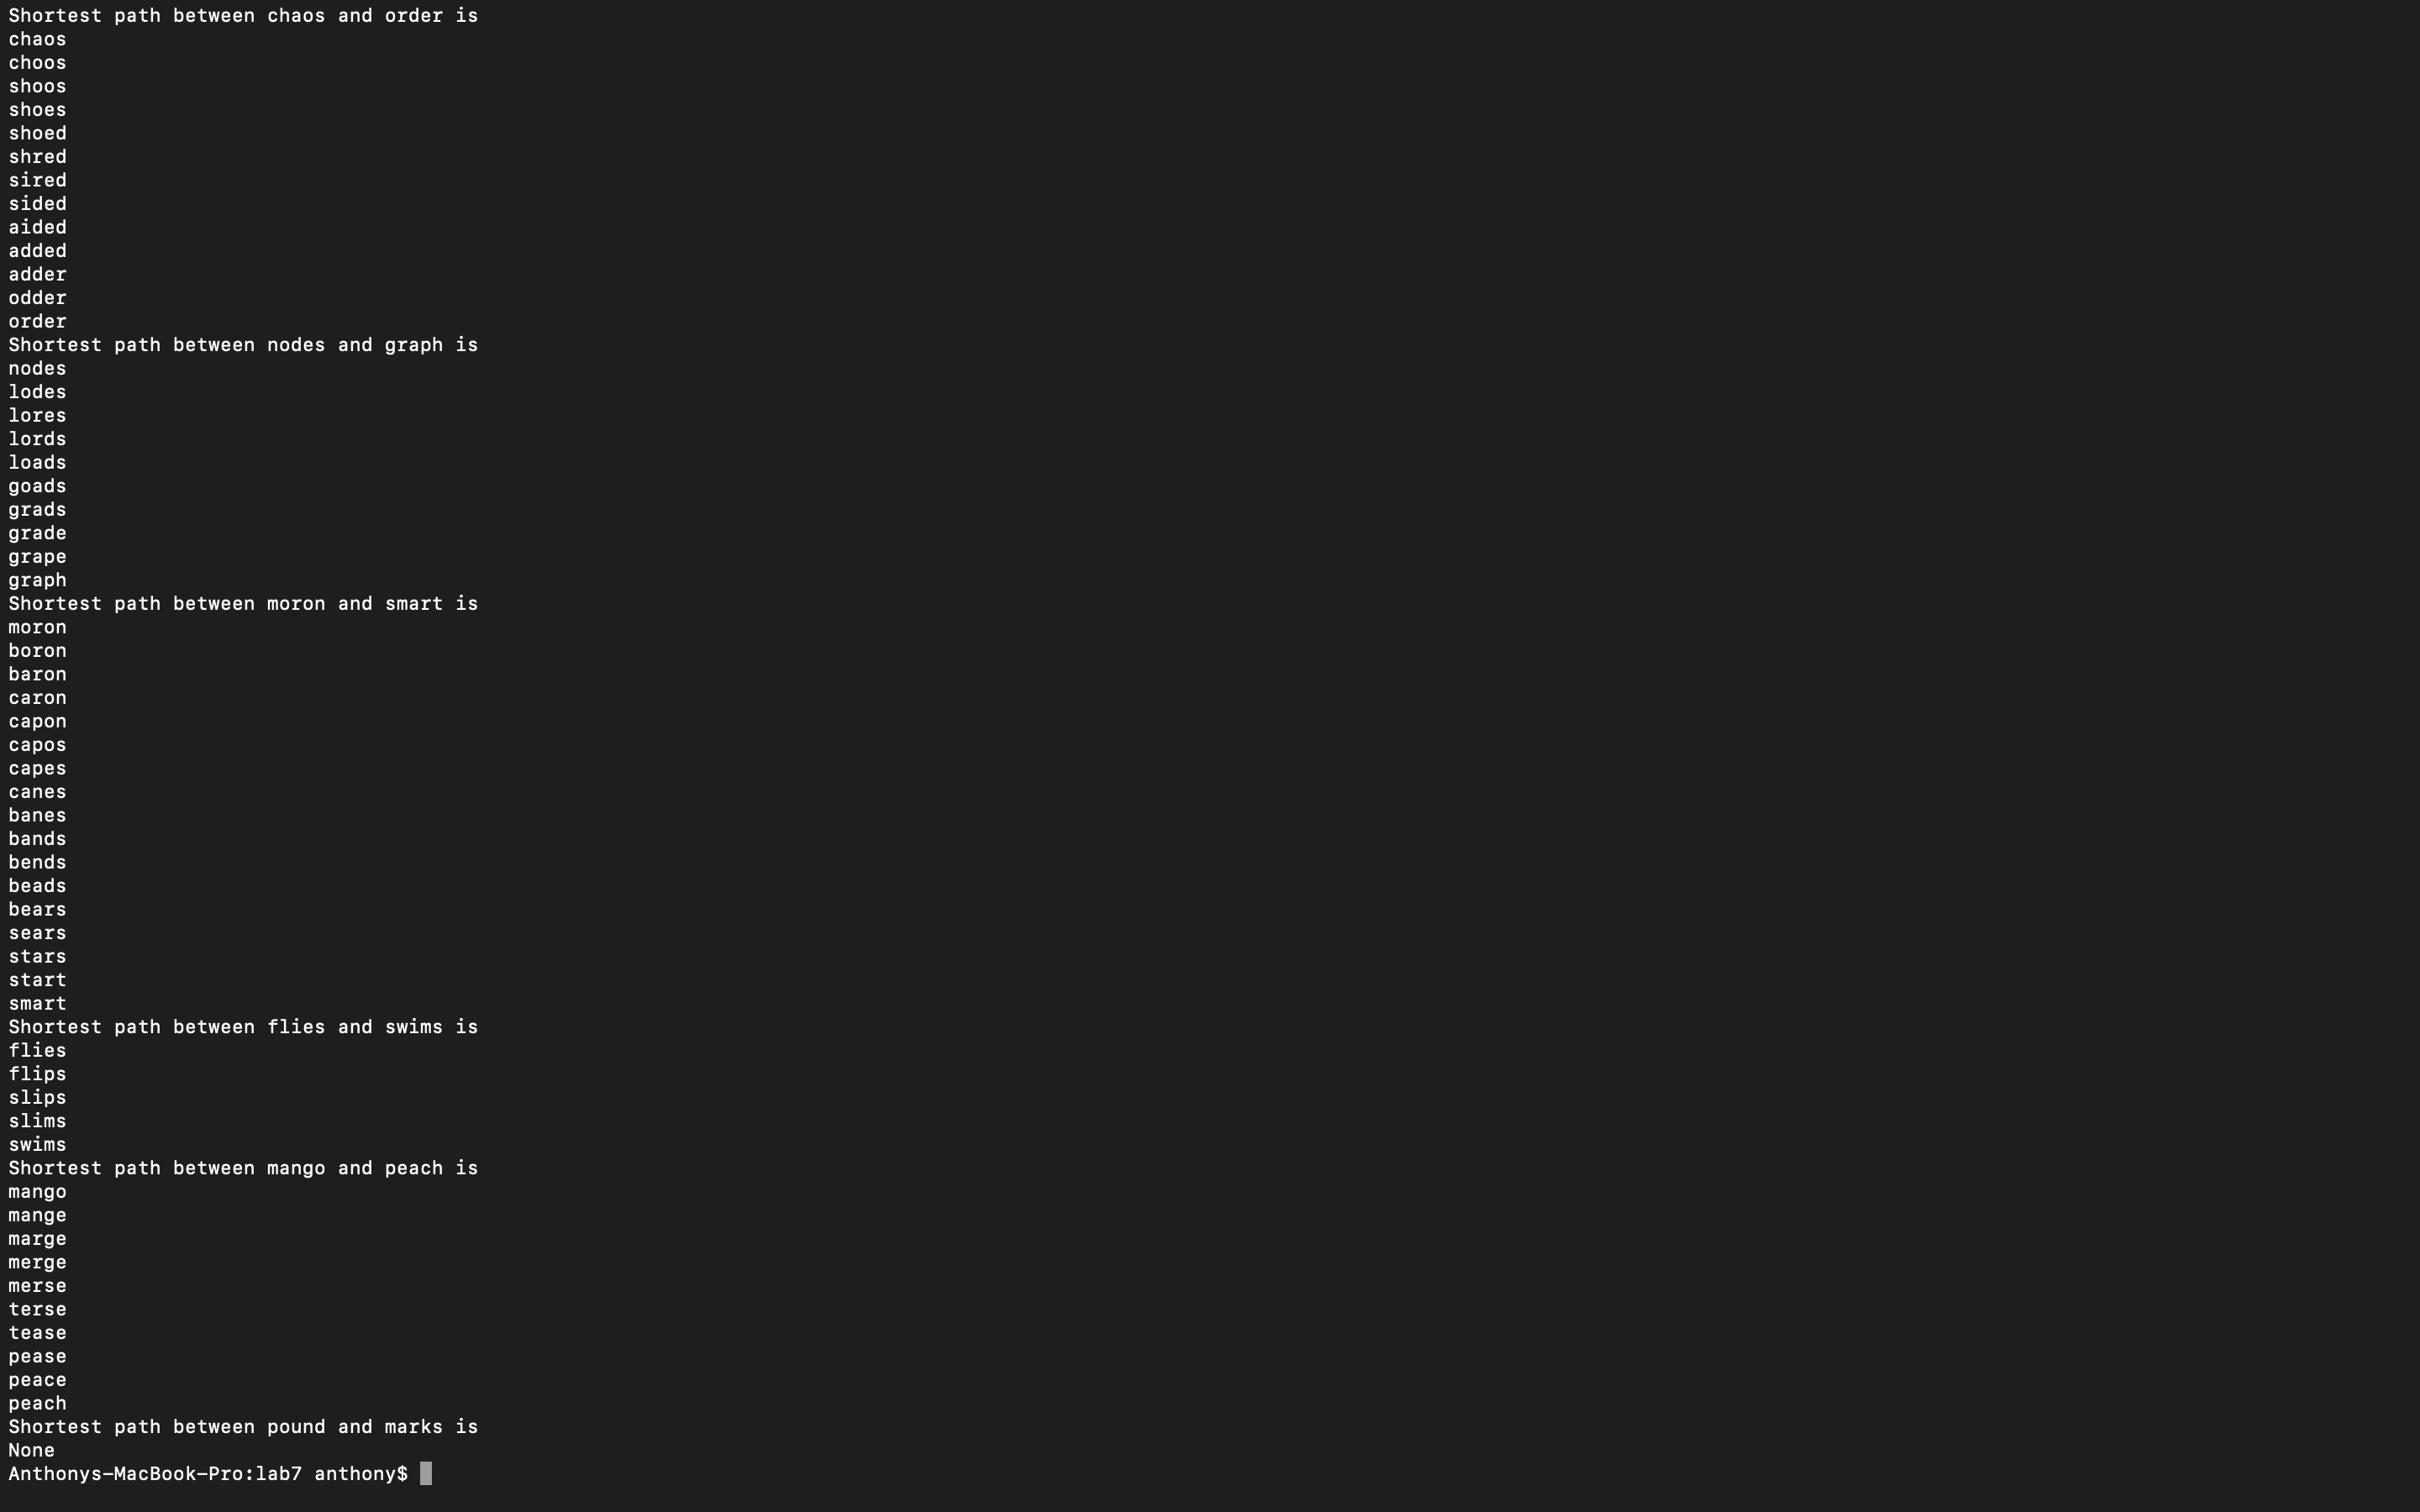 Shortest path between chaos and order is
chaos
choos
shoos
shoes
shoed
shred
sired
sided
aided
added
adder
odder
order
Shortest path between nodes and graph is
nodes
lodes
lores
lords
loads
goads
grads
grade
grape
graph
Shortest path between moron and smart is
moron
boron
baron
caron
capon
capos
capes
canes
banes
bands
bends
beads
bears
sears
stars
start
smart
Shortest path between flies and swims is
flies
flips
slips
slims
swims
Shortest path between mango and peach is
mango
mange
marge
merge
merse
terse
tease
pease
peace
peach
Shortest path between pound and marks is
None
Anthonys-MacBook-Pro:lab7 anthony$